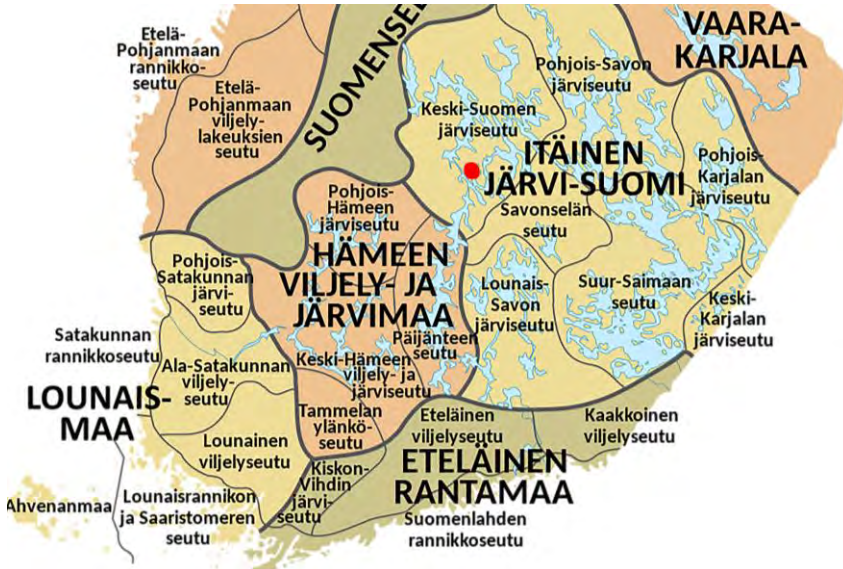 Etelä-
Pohjanmaan
rannikko-
seutu
Etelä-
Pohjanmaan
viljely-
lakeuksien
seutu
SUOMENSEL
Keski-Suomen
järviseutu
Pohjois-Savon
järviseutu
VAARA-
KARJALA
ITÄINEN
JÄRVI-SUOMI
Pohjois-
Karjalan
järviseutu
Savonselän
seutu
Pohjois-
Hämeen
järviseutu
HÄMEEN
VILJELY- JA
JÄRVIMAA
Pohjois-
Satakunnan
järvi-
seutu
Lounais-
Savon
järviseutu
Suur-Saimaan
seutu
Keski-
Karjalan
järviseutu
Satakunnan
rannikkoseutu
Päijänteen
seutu
Ala-Satakunnan
viljely-
seutu
Keski-Hämeen
viljely- ja
järviseutu
LOUNAIS-
MAA
Tammelan
ylänkö-
seutu
Eteläinen
viljelyseutu
Kaakkoinen
viljelyseutu
Lounainen
viljelyseutu
ETELÄINEN
RANTAMAA
Kiskon-
Vihdin
järvi-
seutu
Ahvenanmaa
Lounaisrannikon
ja Saaristomeren
seutu
Suomenlahden
rannikkoseutu